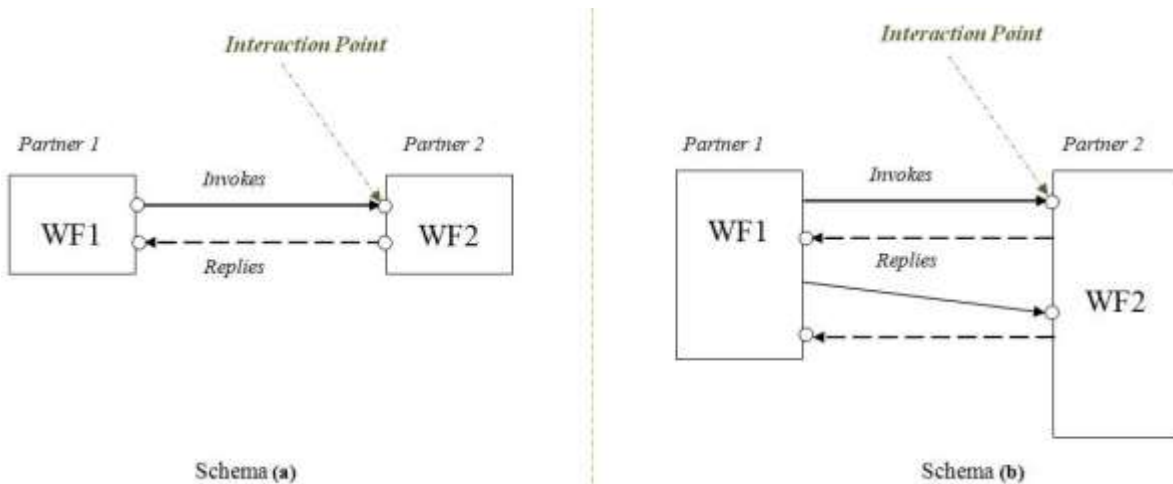 Interaction Point
Partner 1
Partner 2
Invokes
WF1
WF2
Replies
Schema (a)
Interaction Point
Partner 1
Partner 2
Invokes
WF1
Replies
WF2
Schema (b)